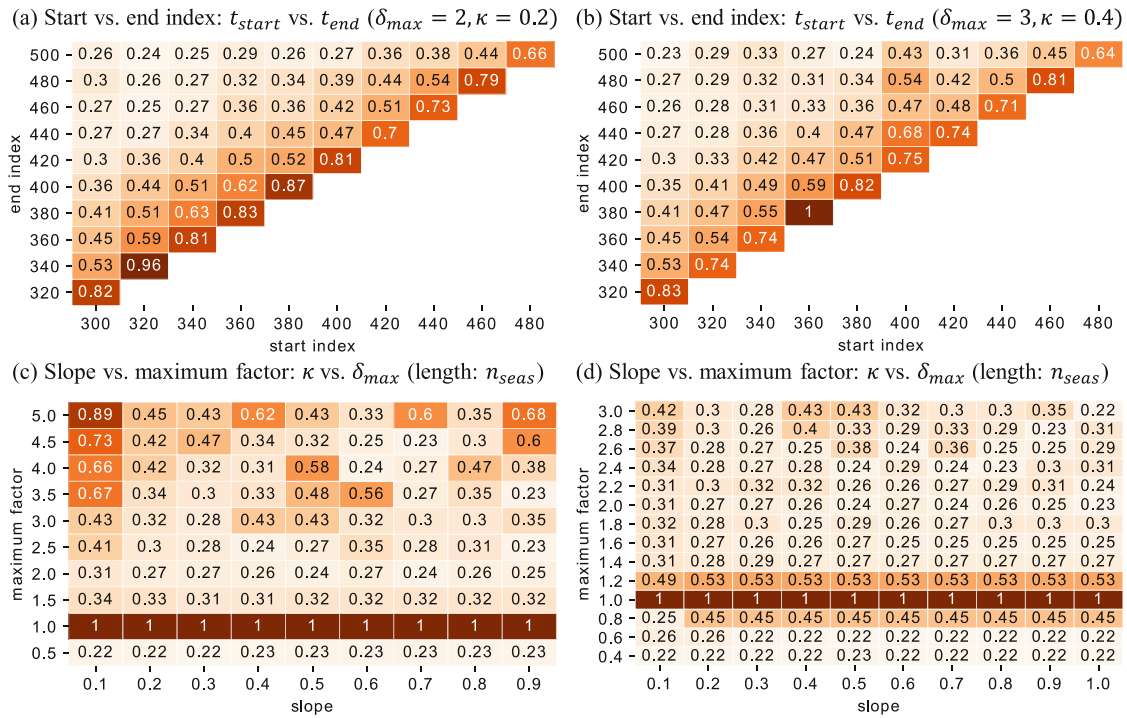 (a) Start vs. end index: t_start vs. t_end (δ_max = 2, κ = 0.2)
500 0.26 0.24 0.25 0.29 0.26 0.27 0.36 0.38 0.44 0.66
480 0.3 0.26 0.27 0.32 0.34 0.39 0.44 0.54 0.79
460 0.27 0.25 0.27 0.36 0.36 0.42 0.51 0.73
440 0.27 0.27 0.34 0.4 0.45 0.47 0.7
420 0.3 0.36 0.4 0.5 0.52 0.81
400 0.36 0.44 0.51 0.62 0.87
380 0.41 0.51 0.63 0.83
360 0.45 0.59 0.81
340 0.53 0.96
320 0.82
end index
300 320 340 360 380 400 420 440 460 480
start index
(b) Start vs. end index: t_start vs. t_end (δ_max = 3, κ = 0.4)
500 0.23 0.29 0.33 0.27 0.24 0.43 0.31 0.36 0.45 0.64
480 0.27 0.29 0.32 0.31 0.34 0.54 0.42 0.5 0.81
460 0.26 0.28 0.31 0.33 0.36 0.47 0.48 0.71
440 0.27 0.28 0.36 0.4 0.47 0.68 0.74
420 0.3 0.33 0.42 0.47 0.51 0.75
400 0.35 0.41 0.49 0.59 0.82
380 0.41 0.47 0.55 1
360 0.45 0.54 0.74
340 0.53 0.74
320 0.83
end index
300 320 340 360 380 400 420 440 460 480
start index
(c) Slope vs. maximum factor: κ vs. δ_max (length: n_seas)
5.0 0.89 0.45 0.43 0.62 0.43 0.33 0.6 0.35 0.68
4.5 0.73 0.42 0.47 0.34 0.32 0.25 0.23 0.3 0.6
4.0 0.66 0.42 0.32 0.31 0.58 0.24 0.27 0.47 0.38
3.5 0.67 0.34 0.3 0.33 0.48 0.56 0.27 0.35 0.23
3.0 0.43 0.32 0.28 0.43 0.43 0.32 0.3 0.3 0.35
2.5 0.41 0.3 0.28 0.24 0.27 0.35 0.28 0.31 0.23
2.0 0.31 0.27 0.27 0.26 0.24 0.27 0.24 0.26 0.25
1.5 0.34 0.33 0.31 0.31 0.32 0.32 0.32 0.32 0.32
1.0 1 1 1 1 1 1 1 1 1
0.5 0.22 0.23 0.22 0.22 0.23 0.22 0.22 0.22 0.23
maximum factor
0.1 0.2 0.3 0.4 0.5 0.6 0.7 0.8 0.9
slope
(d) Slope vs. maximum factor: κ vs. δ_max (length: n_seas)
3.0 0.42 0.3 0.28 0.43 0.43 0.32 0.3 0.3 0.35 0.22
2.8 0.39 0.3 0.26 0.4 0.33 0.29 0.33 0.29 0.23 0.31
2.6 0.37 0.28 0.27 0.25 0.38 0.24 0.36 0.24 0.24 0.29
2.4 0.34 0.28 0.27 0.28 0.24 0.29 0.24 0.23 0.3 0.31
2.2 0.31 0.3 0.32 0.32 0.26 0.26 0.27 0.29 0.31 0.24
2.0 0.31 0.27 0.27 0.26 0.24 0.27 0.24 0.26 0.25 0.28
1.8 0.32 0.28 0.3 0.25 0.29 0.26 0.27 0.3 0.3 0.3
1.6 0.31 0.27 0.26 0.26 0.27 0.25 0.25 0.25 0.25 0.25
1.4 0.31 0.28 0.29 0.27 0.27 0.27 0.27 0.27 0.27 0.27
1.2 0.49 0.53 0.53 0.53 0.53 0.53 0.53 0.53 0.53 0.53
1.0 1 1 1 1 1 1 1 1 1 1
0.8 0.25 0.45 0.45 0.45 0.45 0.45 0.45 0.45 0.45 0.45
0.6 0.26 0.26 0.22 0.22 0.22 0.22 0.22 0.22 0.22 0.22
0.4 0.22 0.22 0.23 0.22 0.22 0.22 0.22 0.22 0.22 0.22
maximum factor
0.1 0.2 0.3 0.4 0.5 0.6 0.7 0.8 0.9 1.0
slope